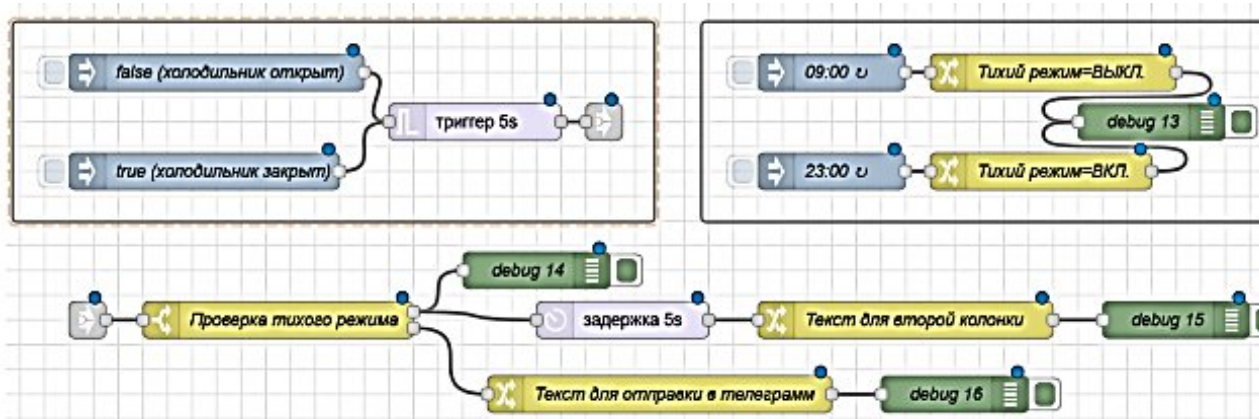 false (холодильник открыт)
триггер 5s
true (холодильник закрыт)
09:00 ↻
Тихий режим=ВЫКЛ.
debug 13
23:00 ↻
Тихий режим=ВКЛ.
debug 14
Проверка тихого режима
задержка 5s
Текст для второй колонки
debug 15
Текст для отправки в телеграмм
debug 16